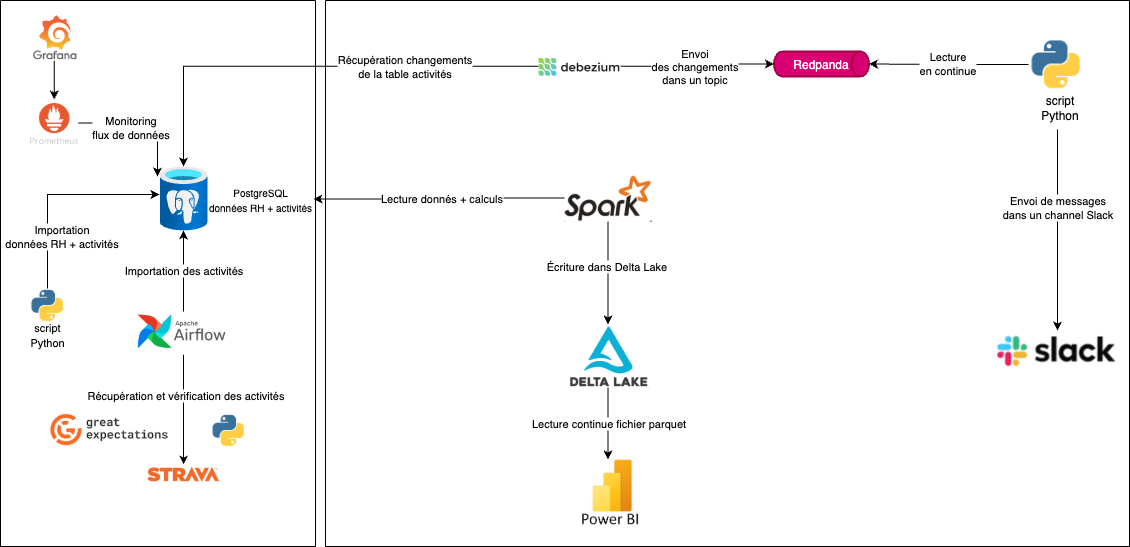 Grafana
Prometheus
Monitoring
flux de données
PostgreSQL
données RH + activités
Importation
données RH + activités
script
Python
Importation des activités
Apache
Airflow
Récupération et vérification des activités
great
expectations
STRAVA
Récupération changements
de la table activités
debezium
Envoi
des changements
dans un topic
Redpanda
Lecture
en continue
script
Python
Lecture donnés + calculs
Spark
Écriture dans Delta Lake
DELTA LAKE
Lecture continue fichier parquet
Power BI
Envoi de messages
dans un channel Slack
slack